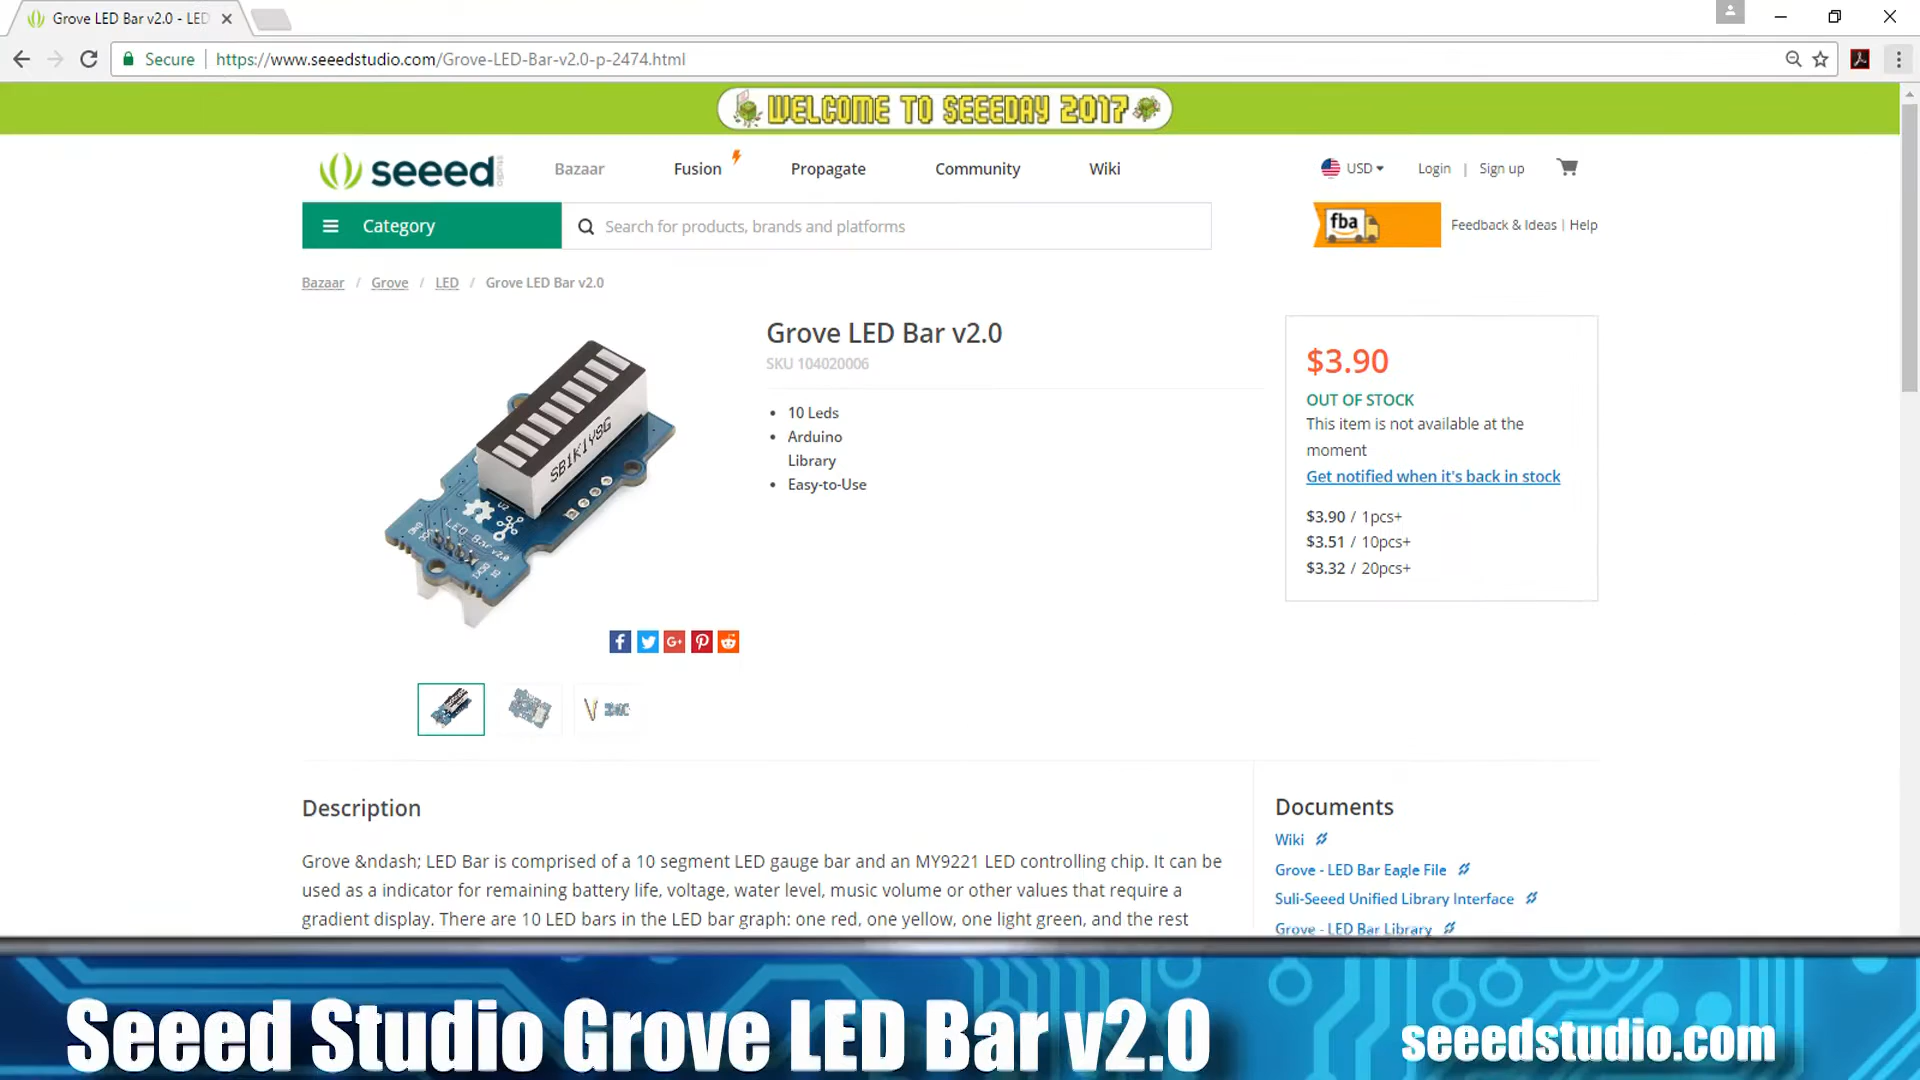 Grove LED Bar v2.0 - LED
Secure
https://www.seeedstudio.com/Grove-LED-Bar-v2.0-p-2474.html
WELCOME TO SEEEDAY 2017
seeed studio
Bazaar
Fusion
Propagate
Community
Wiki
USD
Login | Sign up
Category
Search for products, brands and platforms
fba
Feedback & Ideas | Help
Bazaar / Grove / LED / Grove LED Bar v2.0
SB1K1YSG
LED Bar v2.0
Grove LED Bar v2.0
SKU 104020006
10 Leds
Arduino
Library
Easy-to-Use
$3.90
OUT OF STOCK
This item is not available at the
moment
Get notified when it's back in stock
$3.90 / 1pcs+
$3.51 / 10pcs+
$3.32 / 20pcs+
Description
Grove &ndash; LED Bar is comprised of a 10 segment LED gauge bar and an MY9221 LED controlling chip. It can be
used as a indicator for remaining battery life, voltage, water level, music volume or other values that require a
gradient display. There are 10 LED bars in the LED bar graph: one red, one yellow, one light green, and the rest
Documents
Wiki
Grove - LED Bar Eagle File
Suli-Seeed Unified Library Interface
Grove - LED Bar Library
Seeed Studio Grove LED Bar v2.0
seeedstudio.com